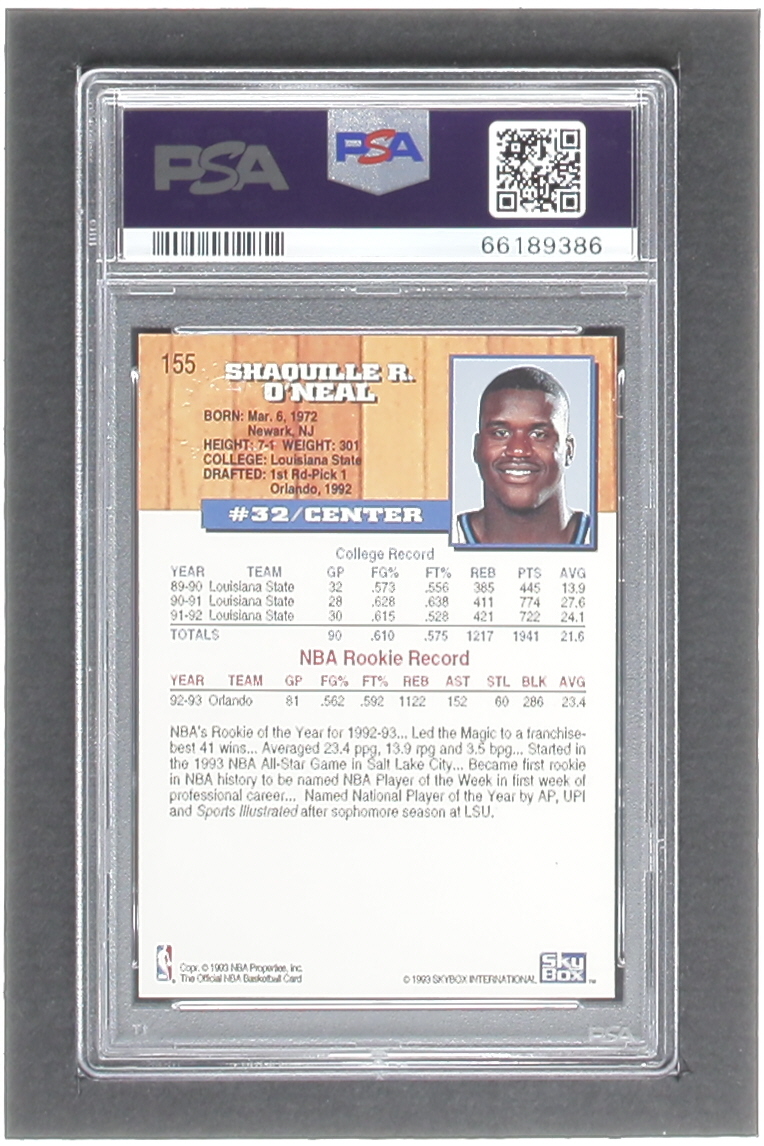 PSA PSA
66189386
155
SHAQUILLE R.
O'NEAL
BORN: Mar. 6, 1972
Newark, NJ
HEIGHT: 7-1 WEIGHT: 301
COLLEGE: Louisiana State
DRAFTED: 1st Rd-Pick 1
Orlando, 1992
#32/CENTER
College Record
YEAR TEAM GP FG% FT% REB PTS AVG
89-90 Louisiana State 32 .573 .556 385 445 13.9
90-91 Louisiana State 28 .628 .638 411 774 27.6
91-92 Louisiana State 30 .615 .528 421 722 24.1
TOTALS 90 .610 .575 1217 1941 21.6
NBA Rookie Record
YEAR TEAM GP FG% FT% REB AST STL BLK AVG
92-93 Orlando 81 .562 .592 1122 152 60 286 23.4
NBA's Rookie of the Year for 1992-93... Led the Magic to a franchise-
best 41 wins... Averaged 23.4 ppg, 13.9 rpg and 3.5 bpg... Started in
the 1993 NBA All-Star Game in Salt Lake City... Became first rookie
in NBA history to be named NBA Player of the Week in first week of
professional career... Named National Player of the Year by AP, UPI
and Sports Illustrated after sophomore season at LSU.
Copr. © 1993 NBA Properties, Inc.
The Official NBA Basketball Card
© 1993 SKYBOX INTERNATIONAL
Sky
Box
TM
PSA